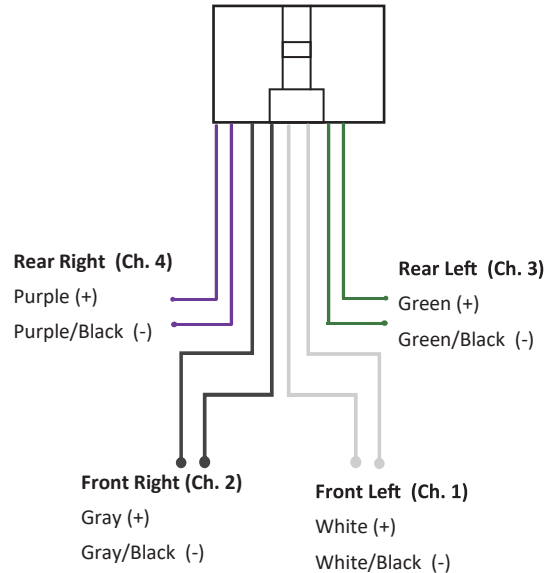 Rear Right  (Ch. 4)
Purple (+)
Purple/Black  (-)
Rear Left  (Ch. 3)
Green (+)
Green/Black  (-)
Front Right (Ch. 2)
Gray (+)
Gray/Black  (-)
Front Left  (Ch. 1)
White (+)
White/Black  (-)